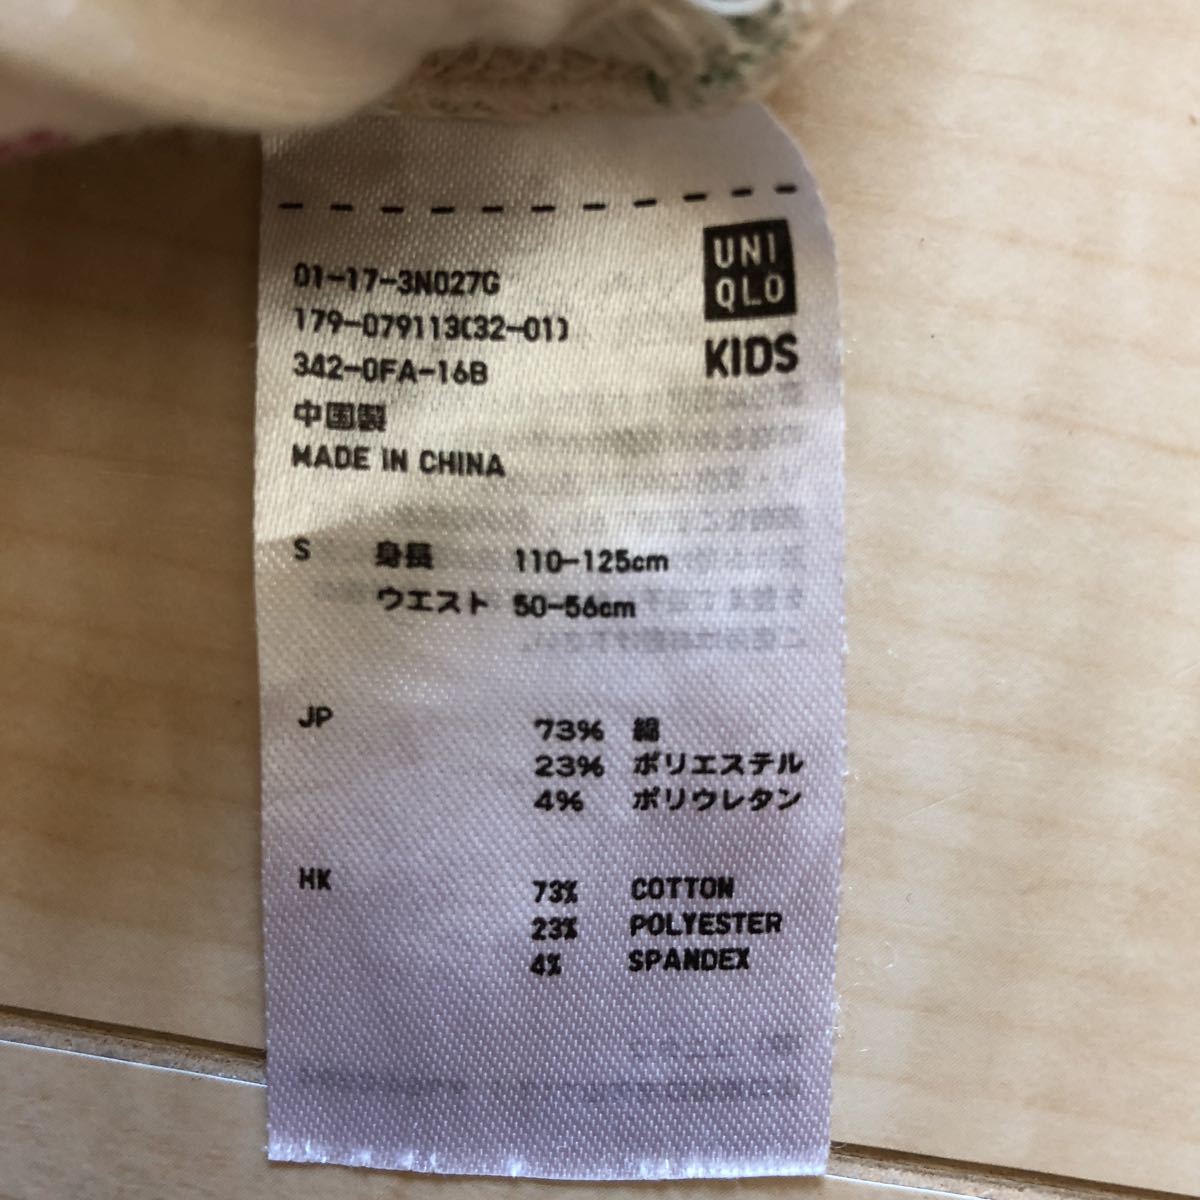 UNI
QLO
KIDS
01-17-3N027G
179-079113(32-01)
342-0FA-16B
中国製
MADE IN CHINA
S 身長 110-125cm
ウエスト 50-56cm
JP 73% 綿
23% ポリエステル
4% ポリウレタン
HK 73% COTTON
23% POLYESTER
4% SPANDEX